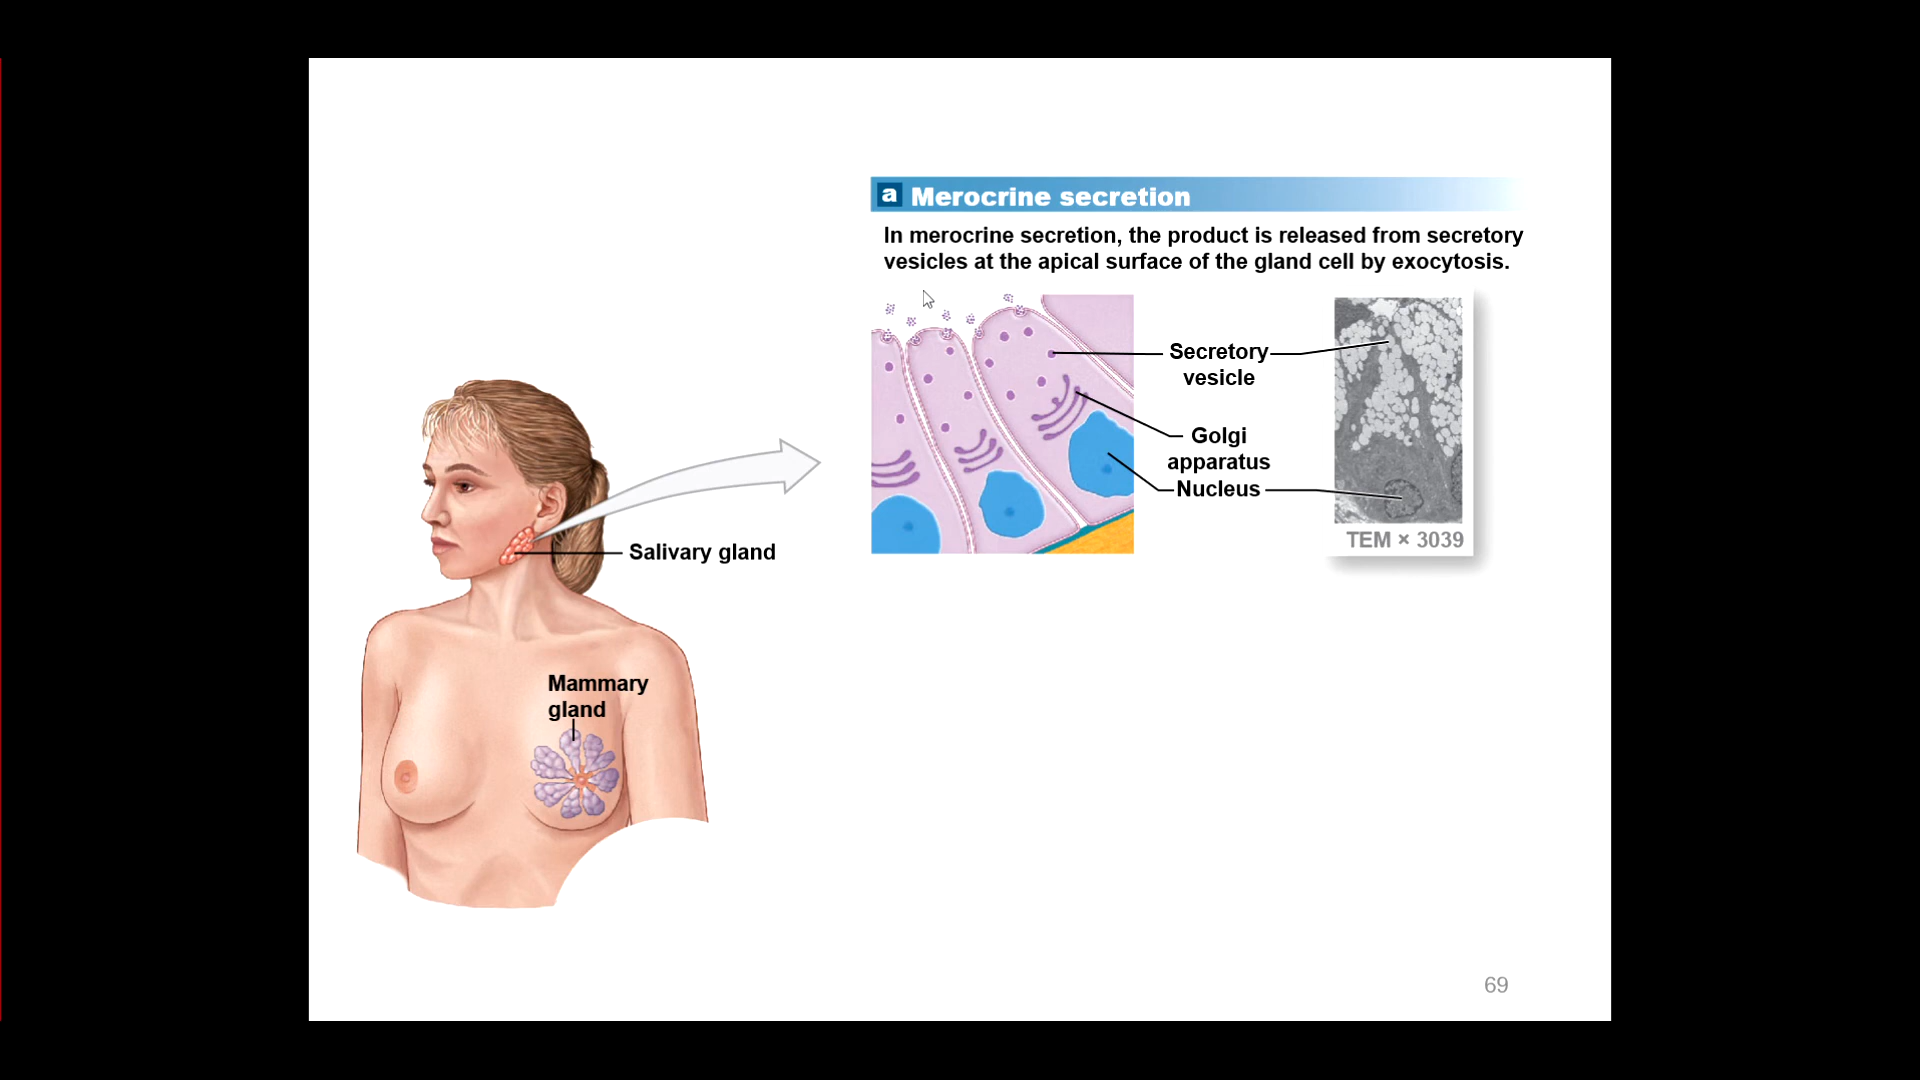 a Merocrine secretion
In merocrine secretion, the product is released from secretory
vesicles at the apical surface of the gland cell by exocytosis.
Secretory
vesicle
Golgi
apparatus
Nucleus
TEM × 3039
Salivary gland
Mammary
gland
69